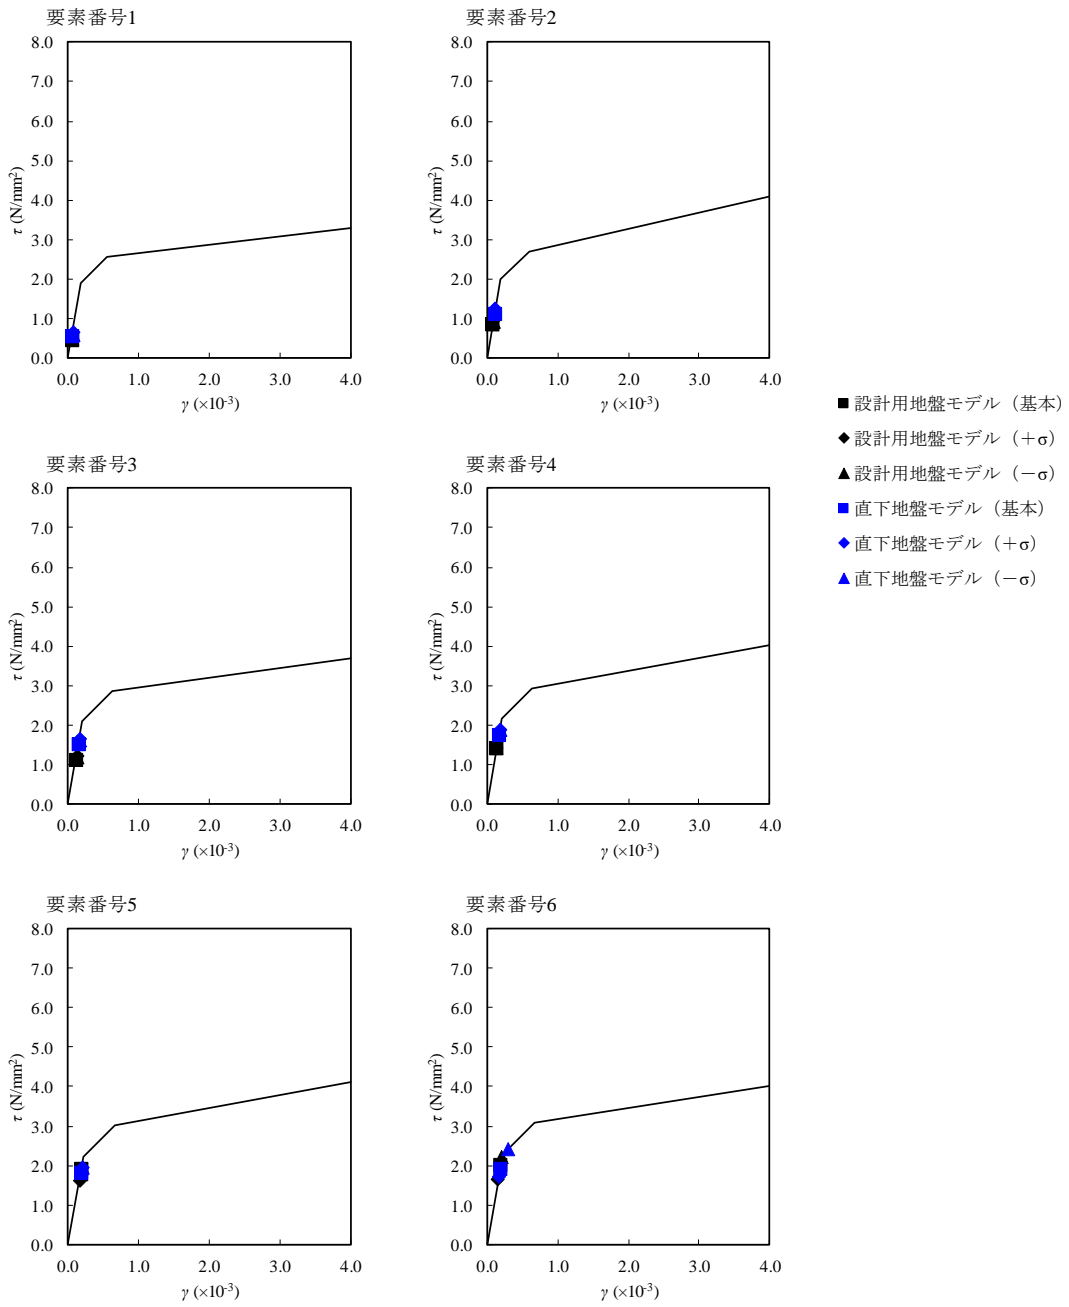 要素番号1
8.0
7.0
6.0
5.0
4.0
3.0
2.0
1.0
0.0
τ (N/mm²)
0.0 1.0 2.0 3.0 4.0
γ (×10⁻³)
要素番号2
8.0
7.0
6.0
5.0
4.0
3.0
2.0
1.0
0.0
τ (N/mm²)
0.0 1.0 2.0 3.0 4.0
γ (×10⁻³)
要素番号3
8.0
7.0
6.0
5.0
4.0
3.0
2.0
1.0
0.0
τ (N/mm²)
0.0 1.0 2.0 3.0 4.0
γ (×10⁻³)
要素番号4
8.0
7.0
6.0
5.0
4.0
3.0
2.0
1.0
0.0
τ (N/mm²)
0.0 1.0 2.0 3.0 4.0
γ (×10⁻³)
要素番号5
8.0
7.0
6.0
5.0
4.0
3.0
2.0
1.0
0.0
τ (N/mm²)
0.0 1.0 2.0 3.0 4.0
γ (×10⁻³)
要素番号6
8.0
7.0
6.0
5.0
4.0
3.0
2.0
1.0
0.0
τ (N/mm²)
0.0 1.0 2.0 3.0 4.0
γ (×10⁻³)
設計用地盤モデル（基本）
設計用地盤モデル（＋σ）
設計用地盤モデル（－σ）
直下地盤モデル（基本）
直下地盤モデル（＋σ）
直下地盤モデル（－σ）